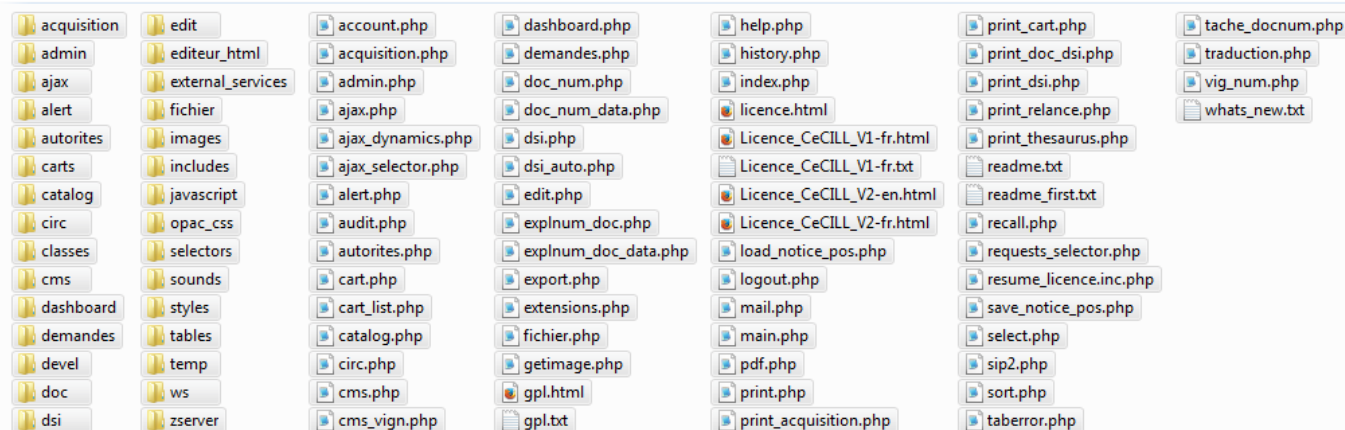 acquisition
admin
ajax
alert
autorites
carts
catalog
circ
classes
cms
dashboard
demandes
devel
doc
dsi
edit
editeur_html
external_services
fichier
images
includes
javascript
opac_css
selectors
sounds
styles
tables
temp
ws
zserver
account.php
acquisition.php
admin.php
ajax.php
ajax_dynamics.php
ajax_selector.php
alert.php
audit.php
autorites.php
cart.php
cart_list.php
catalog.php
circ.php
cms.php
cms_vign.php
dashboard.php
demandes.php
doc_num.php
doc_num_data.php
dsi.php
dsi_auto.php
edit.php
explnum_doc.php
explnum_doc_data.php
export.php
extensions.php
fichier.php
getimage.php
gpl.html
gpl.txt
help.php
history.php
index.php
licence.html
Licence_CeCILL_V1-fr.html
Licence_CeCILL_V1-fr.txt
Licence_CeCILL_V2-en.html
Licence_CeCILL_V2-fr.html
load_notice_pos.php
logout.php
mail.php
main.php
pdf.php
print.php
print_acquisition.php
print_cart.php
print_doc_dsi.php
print_dsi.php
print_relance.php
print_thesaurus.php
readme.txt
readme_first.txt
recall.php
requests_selector.php
resume_licence.inc.php
save_notice_pos.php
select.php
sip2.php
sort.php
taberror.php
tache_docnum.php
traduction.php
vig_num.php
whats_new.txt